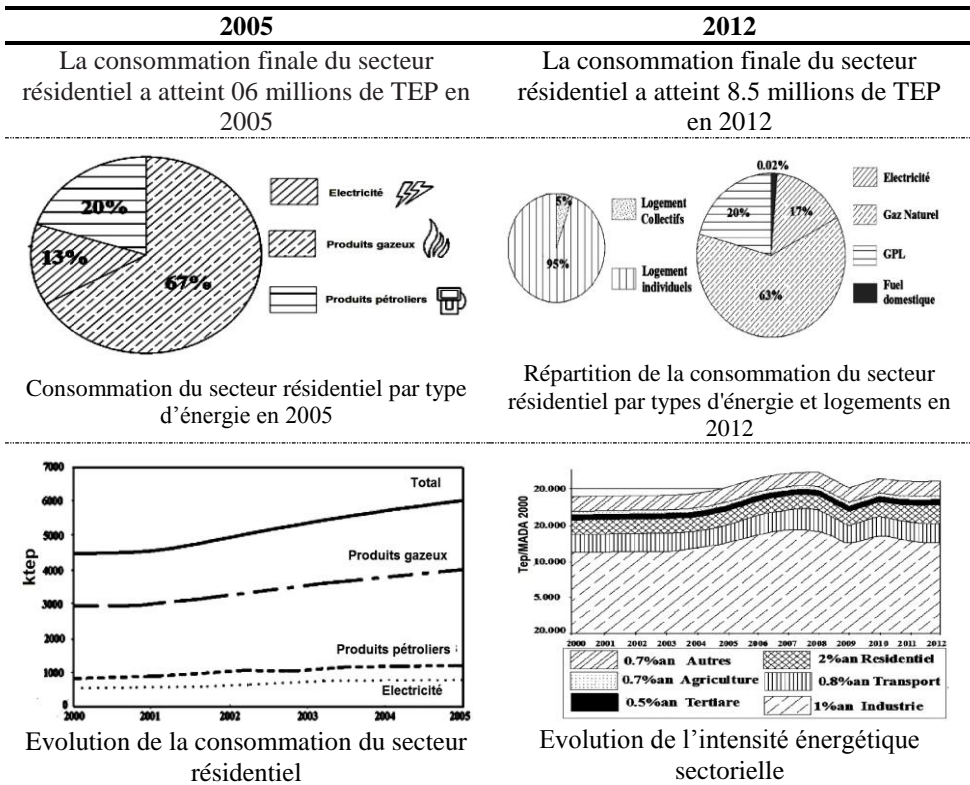 2005
2012
La consommation finale du secteur
résidentiel a atteint 06 millions de TEP en
2005
La consommation finale du secteur
résidentiel a atteint 8.5 millions de TEP
en 2012
20%
13%
67%
Electricité
Produits gazeux
Produits pétroliers
Consommation du secteur résidentiel par type
d'énergie en 2005
5%
95%
Logement
Collectifs
Logement
individuels
0.02%
20%
17%
63%
Electricité
Gaz Naturel
GPL
Fuel
domestique
Répartition de la consommation du secteur
résidentiel par types d'énergie et logements en
2012
ktep
7000
6000
5000
4000
3000
2000
1000
0
Total
Produits gazeux
Produits pétroliers
Electricité
2000 2001 2002 2003 2004 2005
Evolution de la consommation du secteur
résidentiel
Tep/MADA 2000
20.000
20.000
10.000
5.000
20.000
2000 2001 2002 2003 2004 2005 2006 2007 2008 2009 2010 2011 2012
0.7%an Autres
2%an Residentiel
0.7%an Agriculture
0.8%an Transport
0.5%an Tertiare
1%an Industrie
Evolution de l'intensité énergétique
sectorielle